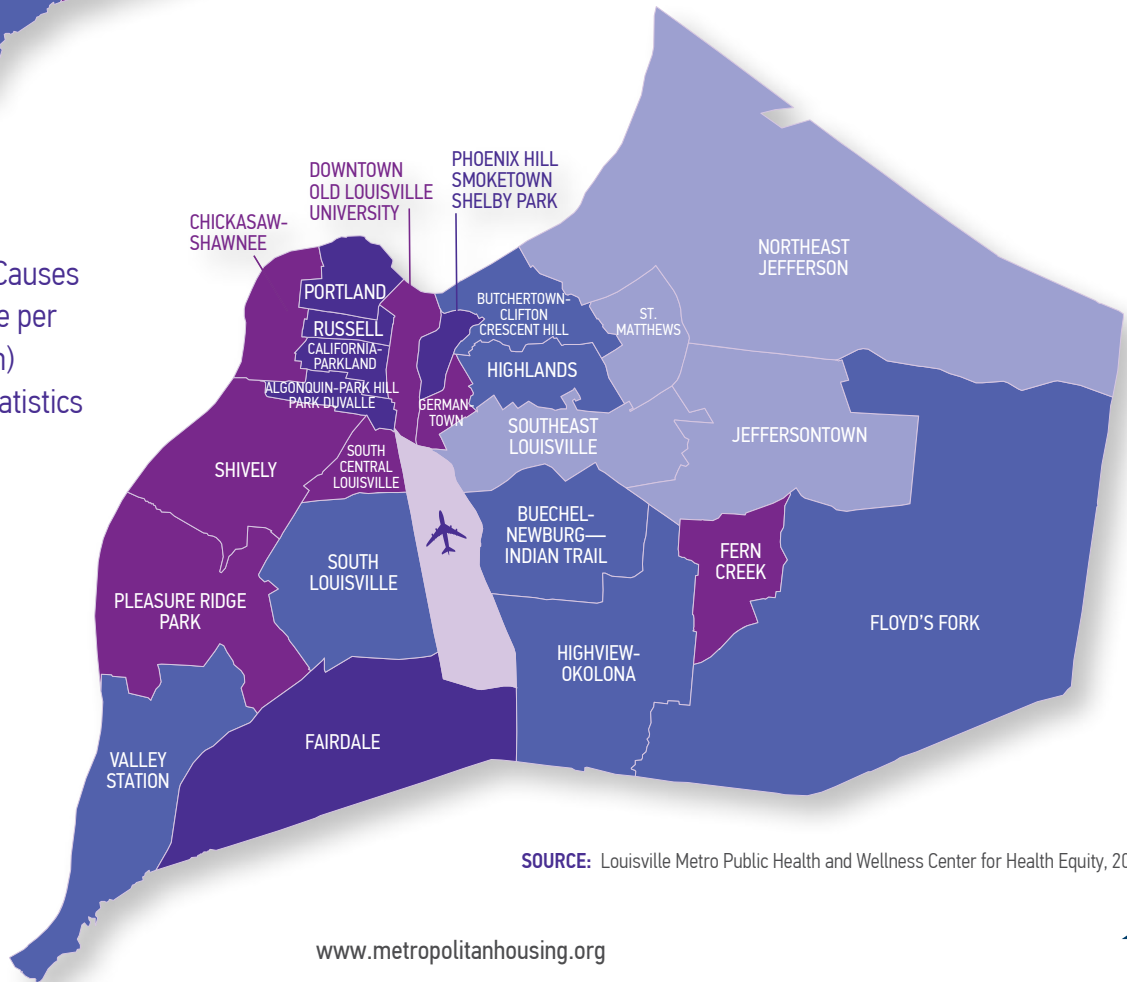 Causes
e per
atistics
DOWNTOWN
OLD LOUISVILLE
UNIVERSITY
PHOENIX HILL
SMOKETOWN
SHELBY PARK
CHICKASAW-
SHAWNEE
NORTHEAST
JEFFERSON
PORTLAND
BUTCHERTOWN-
CLIFTON
CRESCENT HILL
ST.
MATTHEWS
RUSSELL
CALIFORNIA-
PARKLAND
HIGHLANDS
ALGONQUIN-PARK HILL
PARK DUVALLE
GERMAN-
TOWN
SOUTHEAST
LOUISVILLE
JEFFERSONTOWN
SHIVELY
SOUTH
CENTRAL
LOUISVILLE
BUECHEL-
NEWBURG—
INDIAN TRAIL
FERN
CREEK
SOUTH
LOUISVILLE
PLEASURE RIDGE
PARK
FLOYD'S FORK
HIGHVIEW-
OKOLONA
FAIRDALE
VALLEY
STATION
SOURCE: Louisville Metro Public Health and Wellness Center for Health Equity, 20
www.metropolitanhousing.org